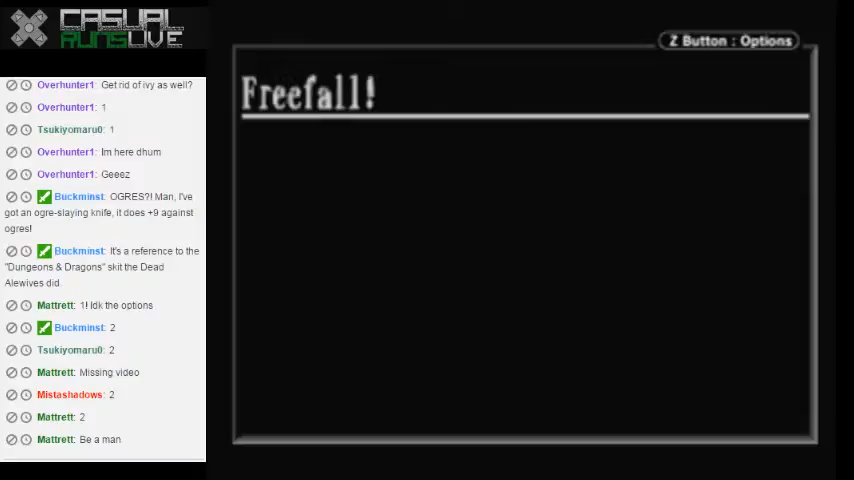 CASUAL
RUNSLIVE
Z Button : Options
Freefall!
Overhunter1: Get rid of ivy as well?
Overhunter1: 1
Tsukiyomaru0: 1
Overhunter1: Im here dhum
Overhunter1: Geeez
Buckminst: OGRES?! Man, I've
got an ogre-slaying knife, it does +9 against
ogres!
Buckminst: It's a reference to the
"Dungeons & Dragons" skit the Dead
Alewives did.
Mattrett: 1! Idk the options
Buckminst: 2
Tsukiyomaru0: 2
Mattrett: Missing video
Mistashadows: 2
Mattrett: 2
Mattrett: Be a man